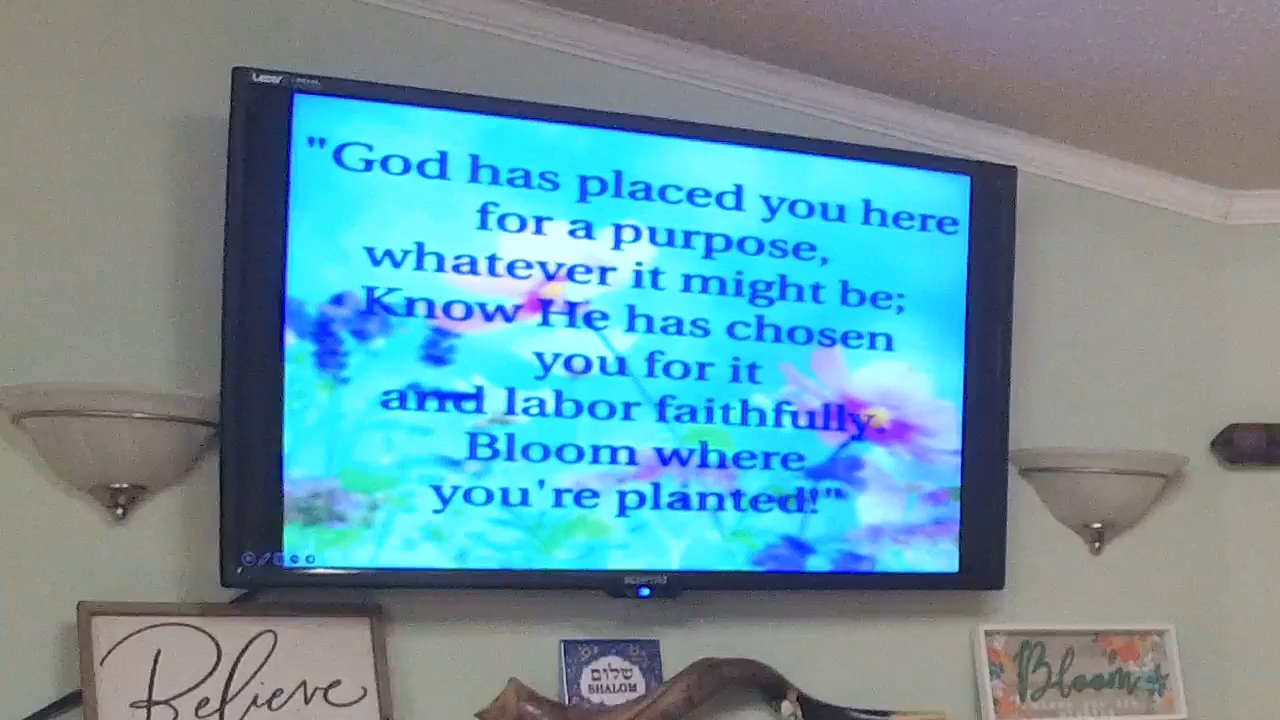 "God has placed you here
for a purpose,
whatever it might be;
Know He has chosen
you for it
and labor faithfully.
Bloom where
you're planted!"
Believe
שלום
SHALOM
Bloom